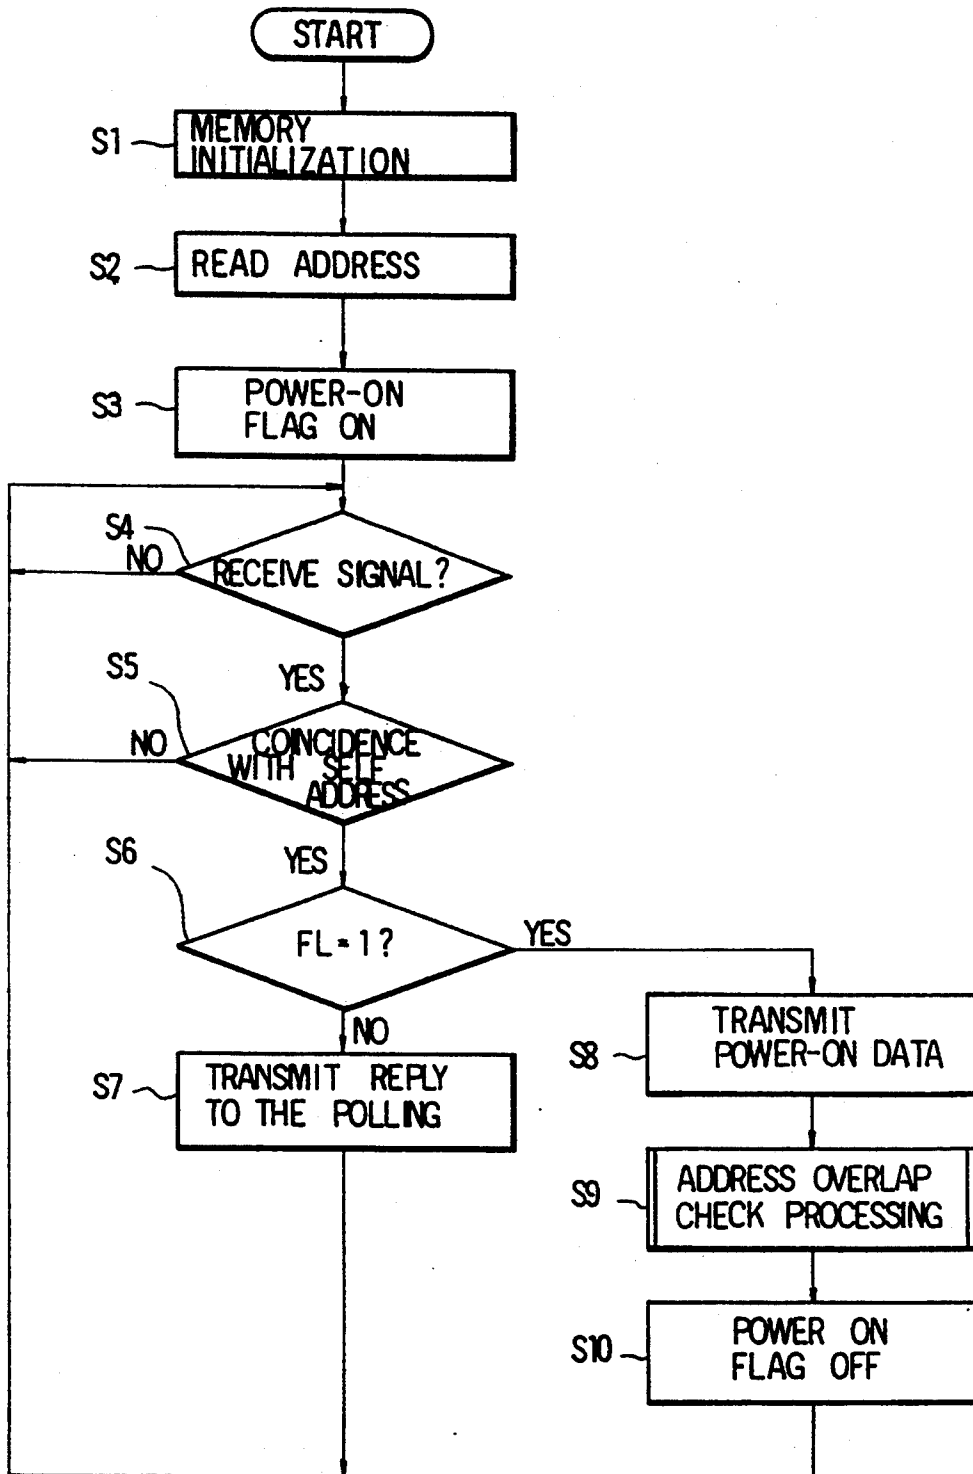 START
S1
MEMORY
INITIALIZATION
S2
READ ADDRESS
S3
POWER-ON
FLAG ON
S4
NO
RECEIVE SIGNAL?
YES
S5
NO
COINCIDENCE
WITH SELF
ADDRESS
YES
S6
FL=1?
YES
NO
S7
TRANSMIT REPLY
TO THE POLLING
S8
TRANSMIT
POWER-ON DATA
S9
ADDRESS OVERLAP
CHECK PROCESSING
S10
POWER ON
FLAG OFF